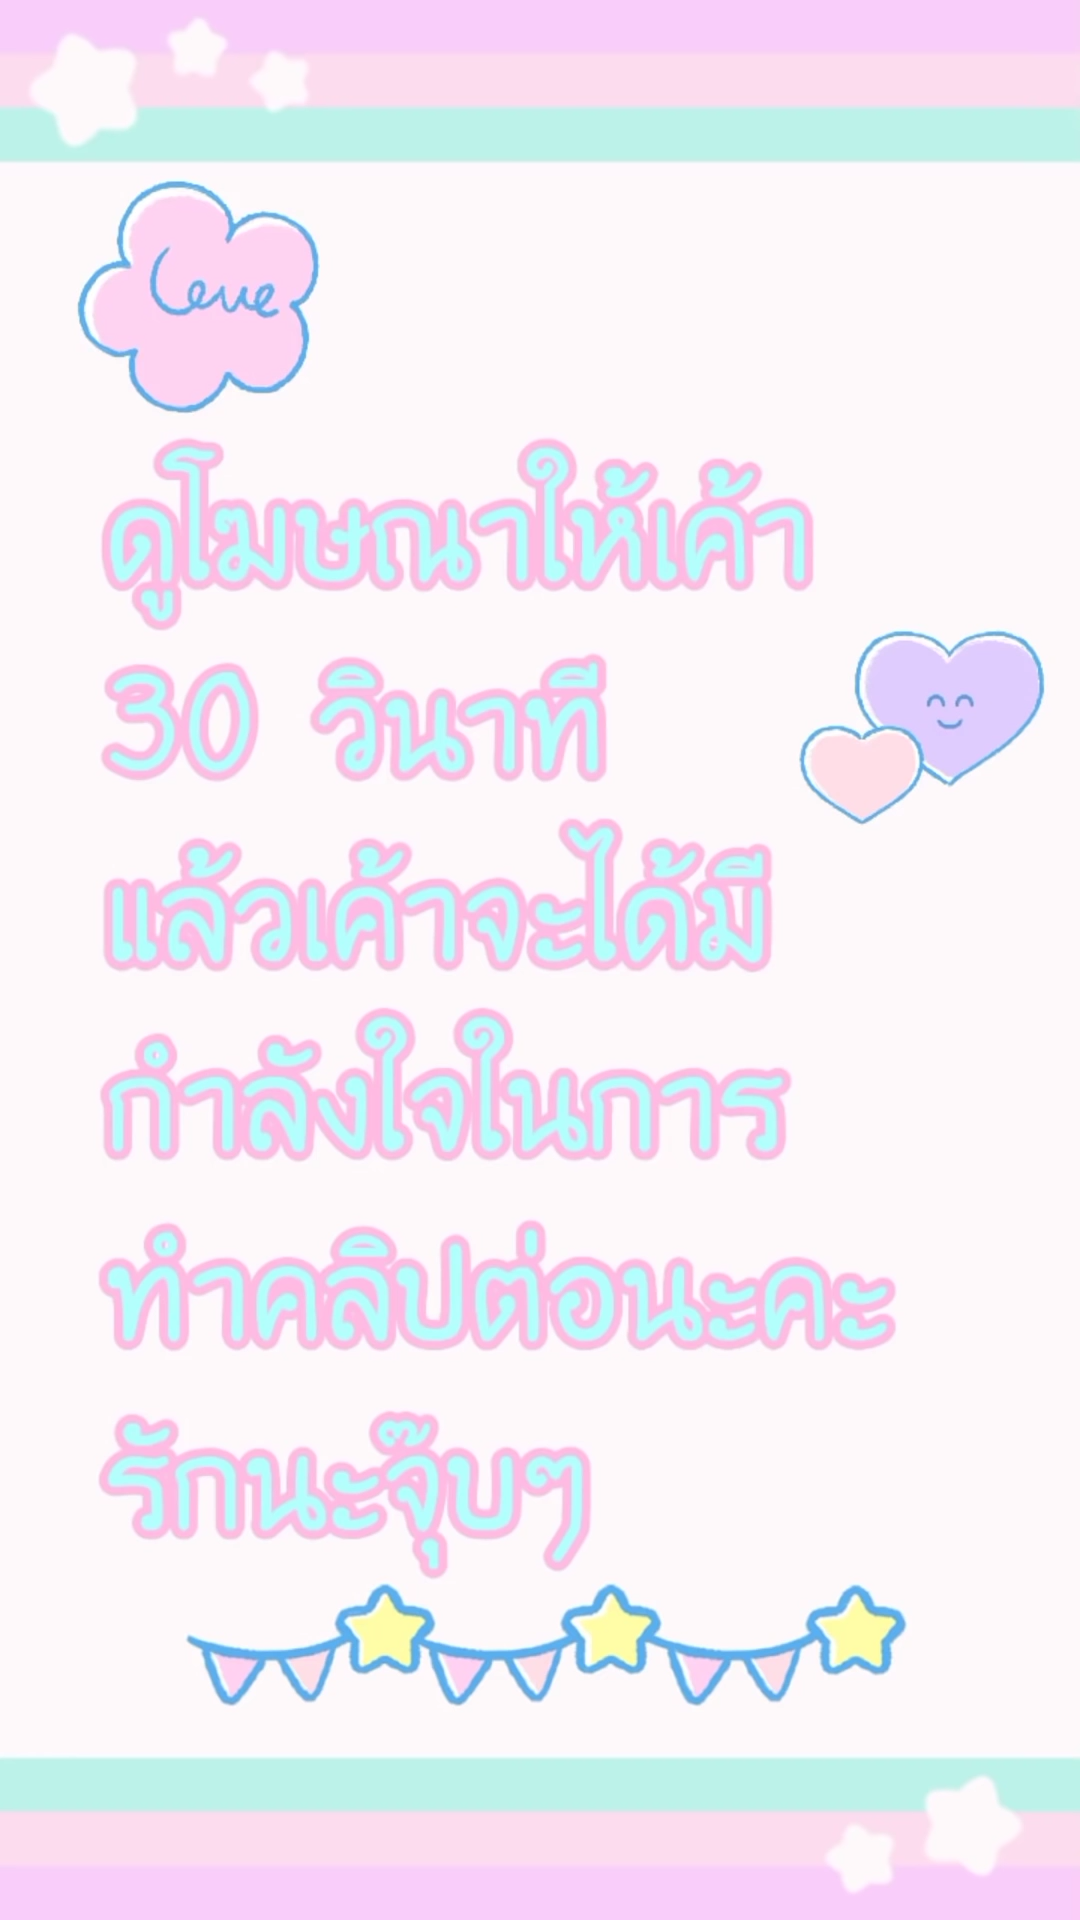 Love
ดูโฆษณาให้เค้า
30 วินาที
แล้วเค้าจะได้มี
กำลังใจในการ
ทำคลิปต่อนะคะ
รักนะจุ๊บๆ